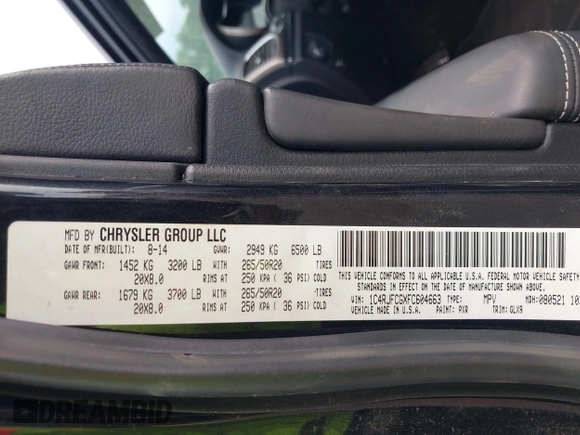 MFD BY CHRYSLER GROUP LLC
DATE OF MFR(BUILT): 8-14 GVWR: 2949 KG 6500 LB
GAWR FRONT: 1452 KG 3200 LB WITH 265/50R20 TIRES
20X8.0 RIMS AT 250 KPA ( 36 PSI) COLD
GAWR REAR: 1679 KG 3700 LB WITH 265/50R20 TIRES
20X8.0 RIMS AT 250 KPA ( 36 PSI) COLD
THIS VEHICLE CONFORMS TO ALL APPLICABLE U.S.A. FEDERAL MOTOR VEHICLE SAFETY
STANDARDS IN EFFECT ON THE DATE OF MANUFACTURE SHOWN ABOVE.
VIN: 1C4RJFCGXFC604663 TYPE: MPV MDH: 080521
VEHICLE MADE IN U.S.A. PAINT: PXR TRIM: GLX9
DREAMBID